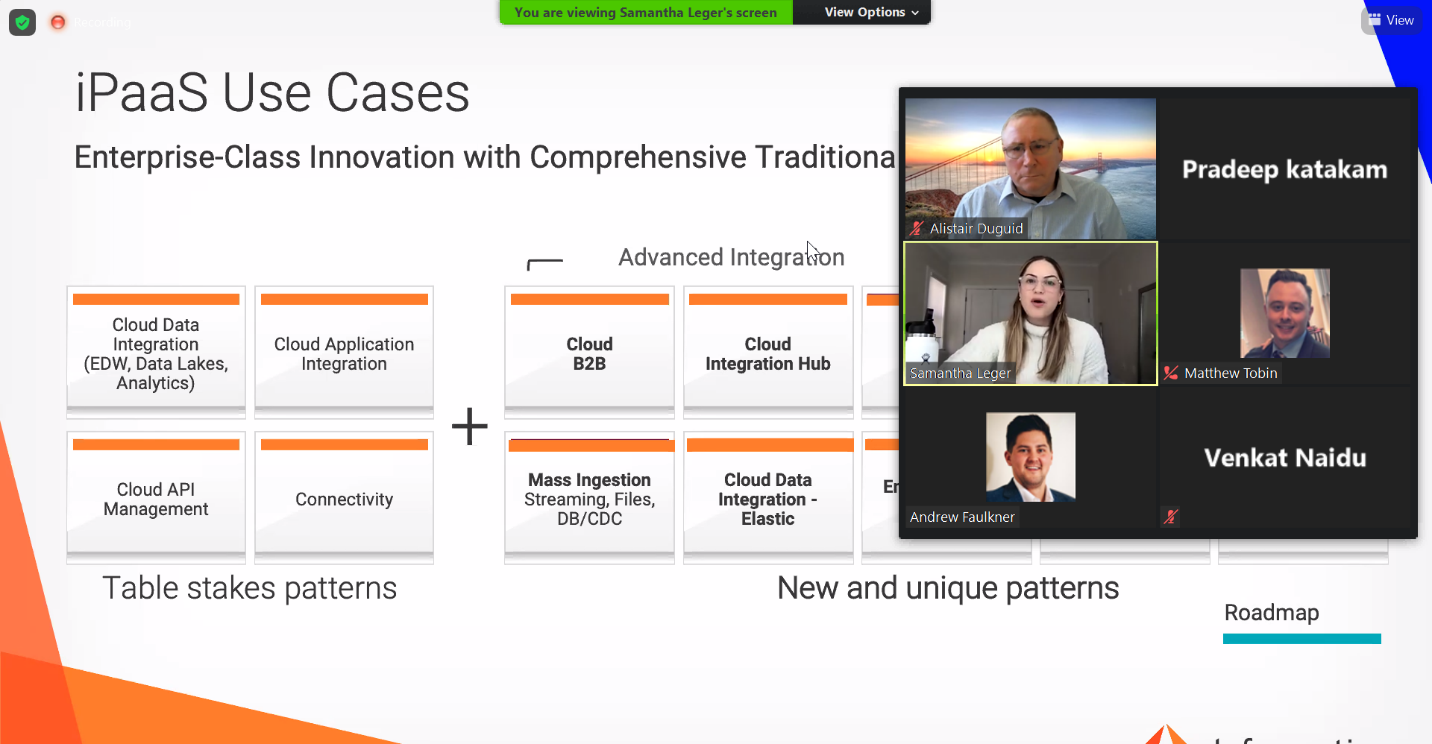 You are viewing Samantha Leger's screen
View Options
View
iPaaS Use Cases
Enterprise-Class Innovation with Comprehensive
Advanced Integration
Cloud Data
Integration
(EDW, Data Lakes,
Analytics)
Cloud Application
Integration
Cloud
B2B
Cloud
Integration Hub
Cloud API
Management
Connectivity
+
Mass Ingestion
Streaming, Files,
DB/CDC
Cloud Data
Integration -
Elastic
Table stakes patterns
New and unique patterns
Roadmap
Alistair Duguid
Pradeep katakam
Samantha Leger
Matthew Tobin
Andrew Faulkner
Venkat Naidu